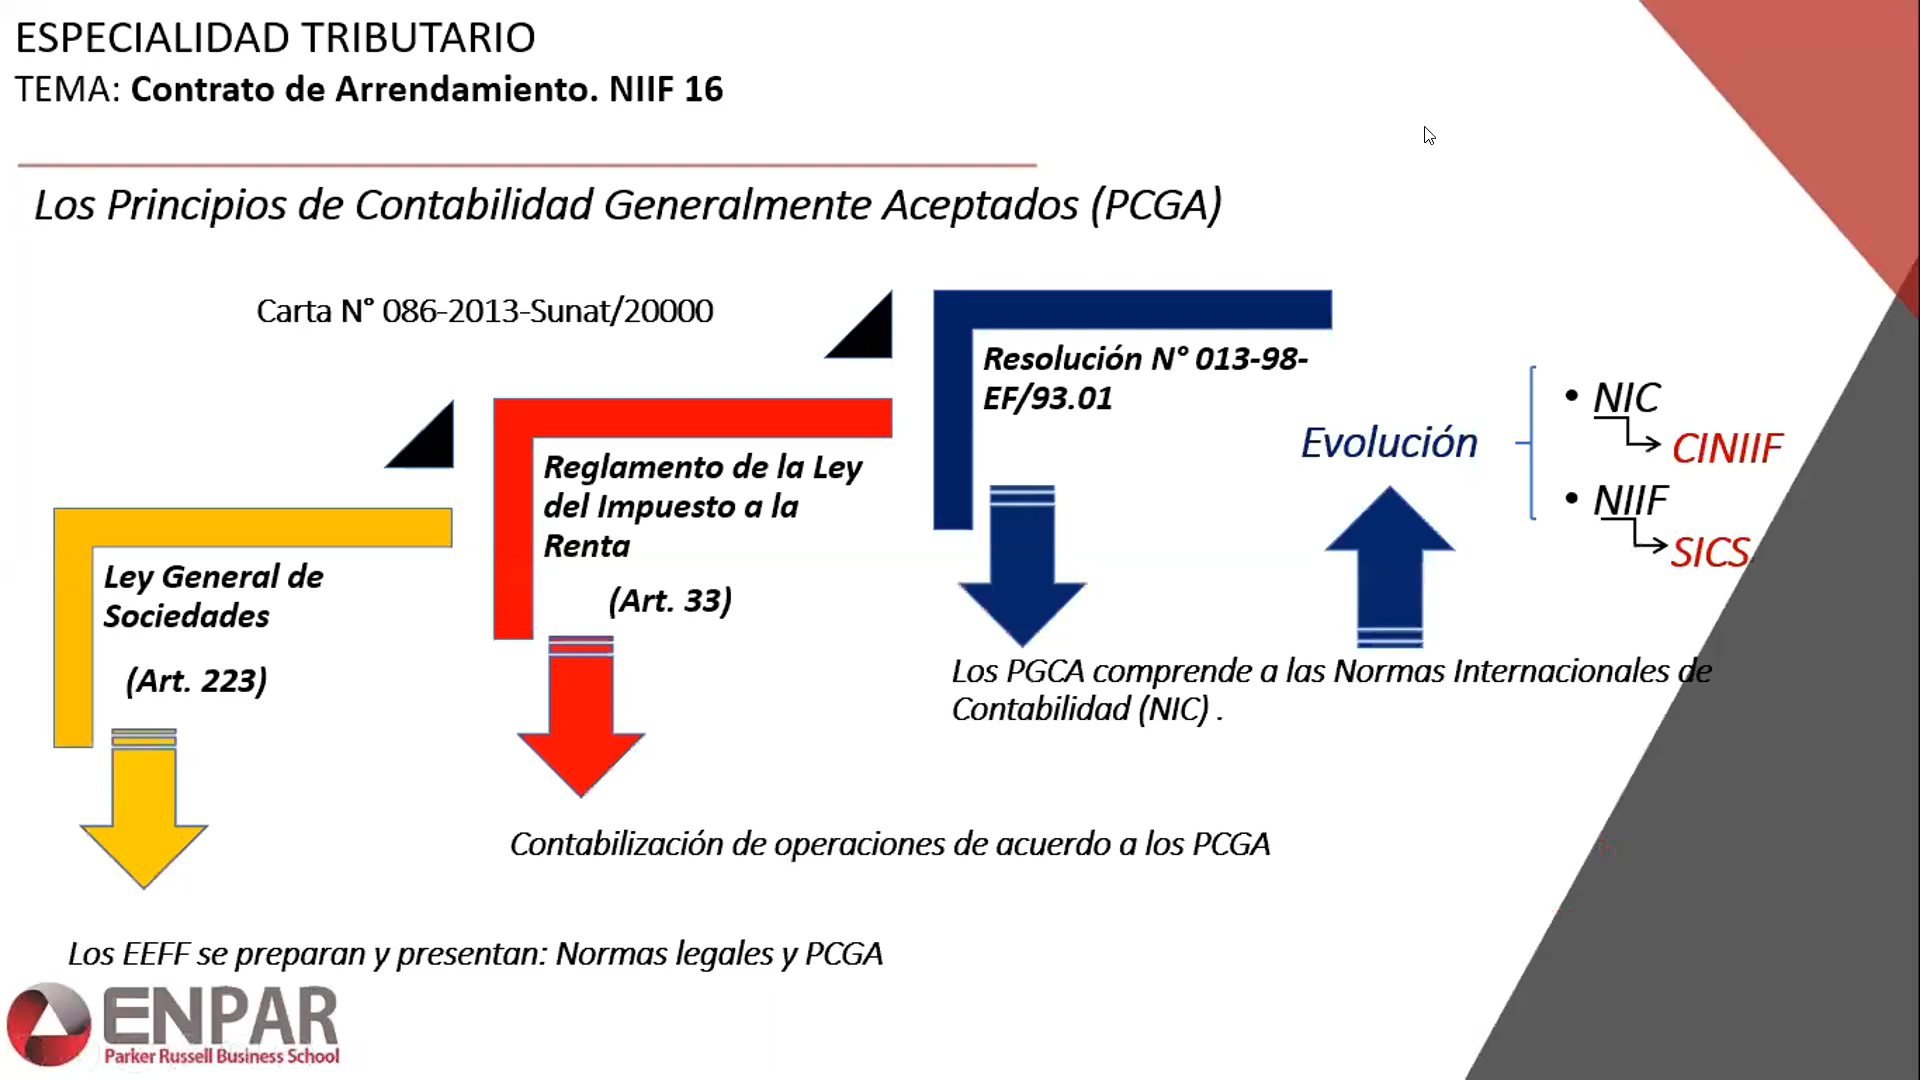 ESPECIALIDAD TRIBUTARIO
TEMA: Contrato de Arrendamiento. NIIF 16
Los Principios de Contabilidad Generalmente Aceptados (PCGA)
Carta N° 086-2013-Sunat/20000
Resolución N° 013-98-
EF/93.01
Evolución
• NIC
CINIIF
• NIIF
SICS
Reglamento de la Ley
del Impuesto a la
Renta
(Art. 33)
Ley General de
Sociedades
(Art. 223)
Los PGCA comprende a las Normas Internacionales de
Contabilidad (NIC) .
Contabilización de operaciones de acuerdo a los PCGA
Los EEFF se preparan y presentan: Normas legales y PCGA
ENPAR
Parker Russell Business School